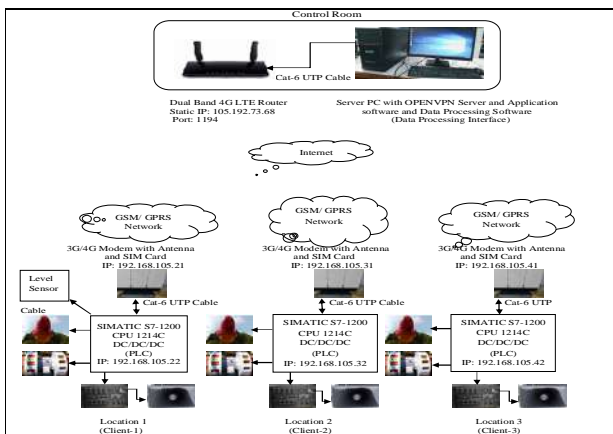 Control Room
Cat-6 UTP Cable
Dual Band 4G LTE Router
Static IP: 105.192.73.68
Port: 1194
Server PC with OPENVPN Server and Application
software and Data Processing Software
(Data Processing Interface)
Internet
GSM/ GPRS
Network
GSM/ GPRS
Network
GSM/ GPRS
Network
3G/4G Modem with Antenna
and SIM Card
IP: 192.168.105.21
3G/4G Modem with Antenna
and SIM Card
IP: 192.168.105.31
3G/4G Modem with Antenna
and SIM Card
IP: 192.168.105.41
Level
Sensor
Cable
Cat-6 UTP Cable
Cat-6 UTP Cable
Cat-6 UTP
SIMATIC S7-1200
CPU 1214C
DC/DC/DC
(PLC)
IP: 192.168.105.22
SIMATIC S7-1200
CPU 1214C
DC/DC/DC
(PLC)
IP: 192.168.105.32
SIMATIC S7-1200
CPU 1214C
DC/DC/DC
(PLC)
IP: 192.168.105.42
Location 1
(Client-1)
Location 2
(Client-2)
Location 3
(Client-3)